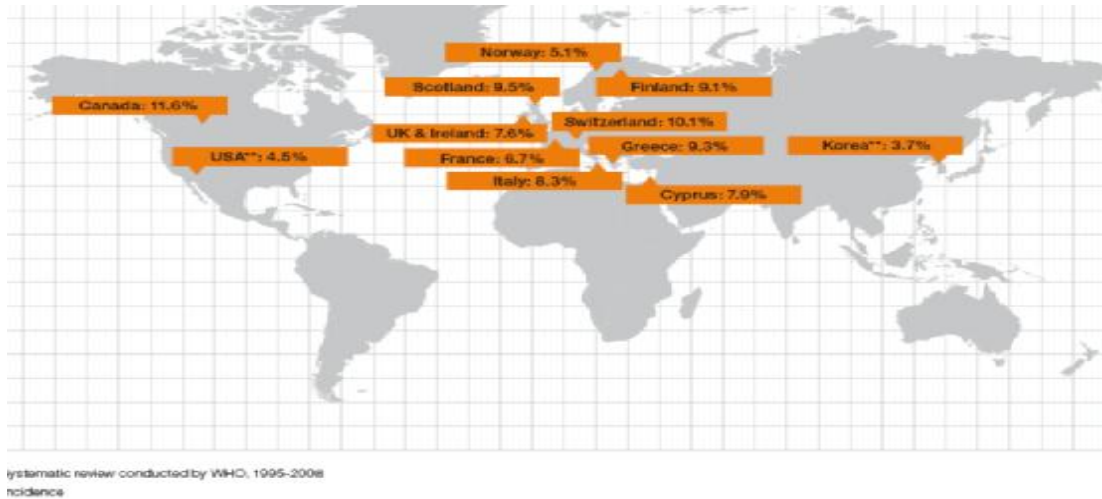 Norway: 5.1%
Scotland: 9.5%
Finland: 9.1%
Canada: 11.6%
Switzerland: 10.1%
UK & Ireland: 7.6%
Greece: 9.3%
Korea**: 3.7%
USA**: 4.5%
France: 6.7%
Italy: 8.3%
Cyprus: 7.9%
ystematic review conducted by WHO, 1995-2008
ncidence